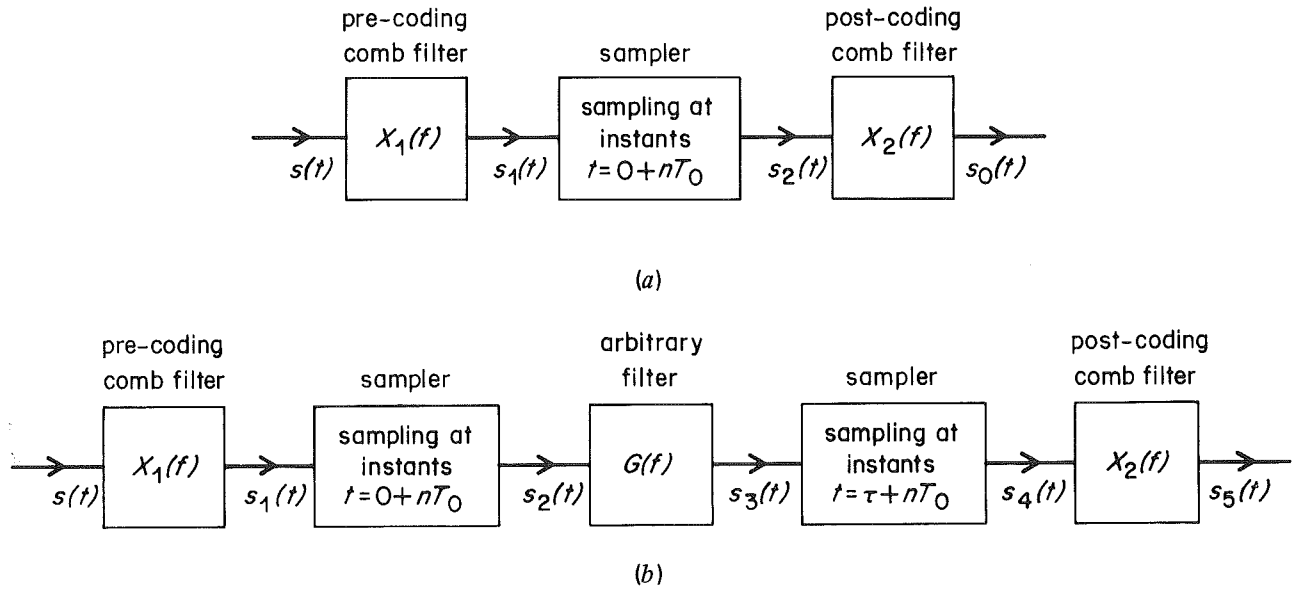 pre-coding
comb filter
sampler
post-coding
comb filter
X₁(f)
sampling at
instants
t = 0 + nT₀
X₂(f)
s(t)
s₁(t)
s₂(t)
s₀(t)
(a)
pre-coding
comb filter
sampler
arbitrary
filter
sampler
post-coding
comb filter
X₁(f)
sampling at
instants
t = 0 + nT₀
G(f)
sampling at
instants
t = τ + nT₀
X₂(f)
s(t)
s₁(t)
s₂(t)
s₃(t)
s₄(t)
s₅(t)
(b)